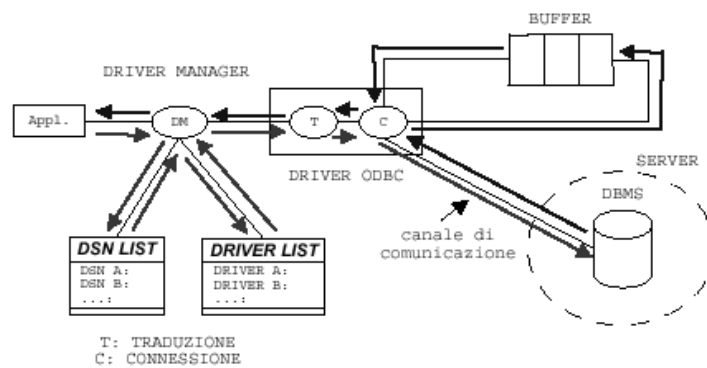 BUFFER
DRIVER MANAGER
Appl.
DM
T
C
DRIVER ODBC
SERVER
DBMS
canale di
comunicazione
DSN LIST
DSN A:
DSN B:
...:
DRIVER LIST
DRIVER A:
DRIVER B:
...:
T: TRADUZIONE
C: CONNESSIONE